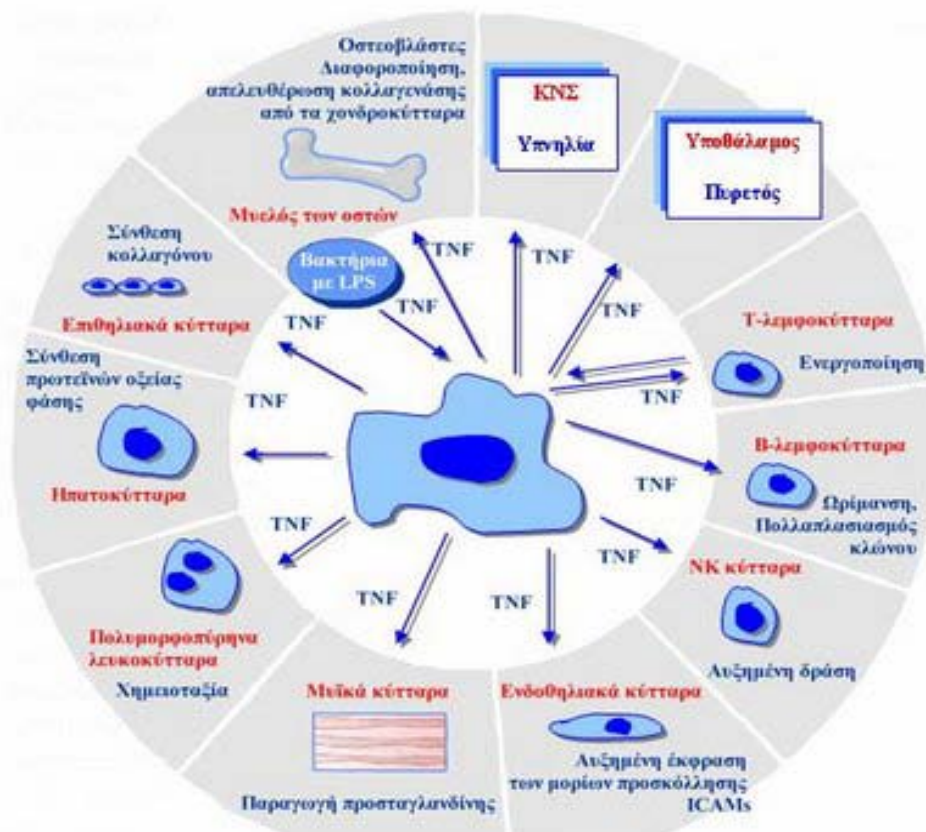 Οστεοβλάστες
Διαφοροποίηση,
απελευθέρωση κολλαγενάσης
από τα χονδροκύτταρα
Μυελός των οστών
ΚΝΣ
Υπνηλία
Υποθάλαμος
Πυρετός
Τ-λεμφοκύτταρα
Ενεργοποίηση
Β-λεμφοκύτταρα
Ωρίμανση,
Πολλαπλασιασμός
κλώνου
ΝΚ κύτταρα
Αυξημένη δράση
Ενδοθηλιακά κύτταρα
Αυξημένη έκφραση
των μορίων προσκόλλησης
ICAMs
Μυϊκά κύτταρα
Παραγωγή προσταγλανδίνης
Πολυμορφοπύρηνα
λευκοκύτταρα
Χημειοταξία
Ηπατοκύτταρα
Σύνθεση
πρωτεϊνών οξείας
φάσης
Επιθηλιακά κύτταρα
Σύνθεση
κολλαγόνου
Βακτήρια
με LPS
TNF
TNF
TNF
TNF
TNF
TNF
TNF
TNF
TNF
TNF
TNF
TNF
TNF